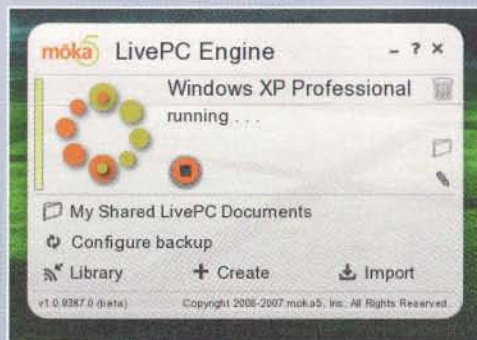 mōka5 LivePC Engine - ? ×
Windows XP Professional
running . . .
My Shared LivePC Documents
Configure backup
Library + Create Import
v1.0.9387.0 (beta) Copyright 2006-2007 moka5, Inc. All Rights Reserved.